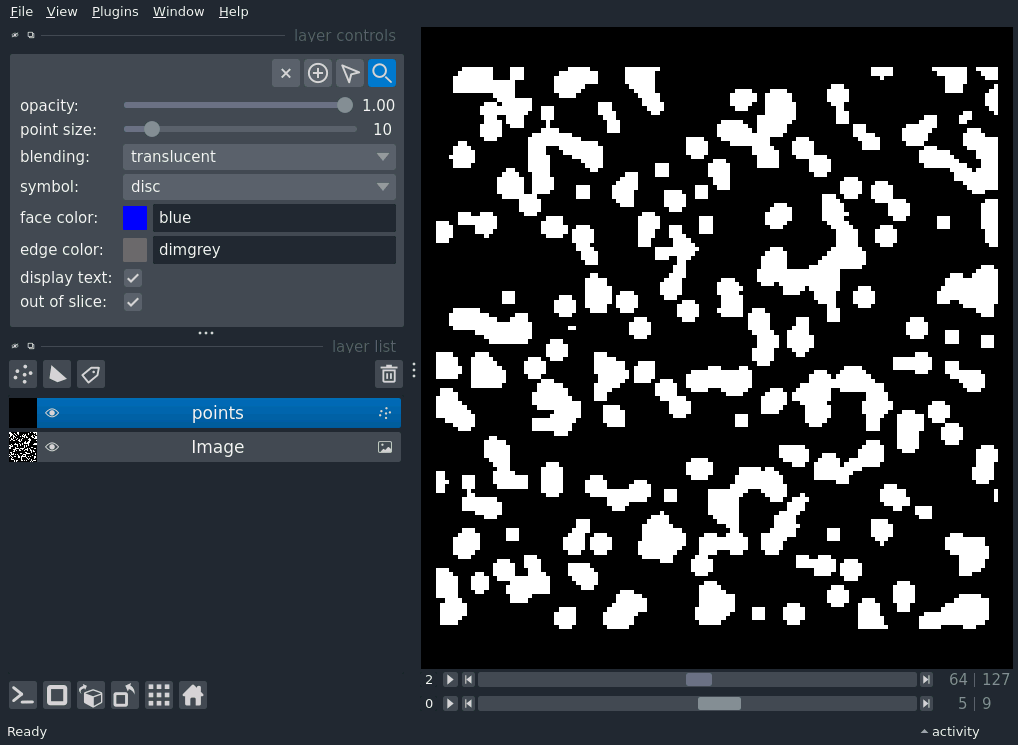 File View Plugins Window Help
layer controls
opacity: 1.00
point size: 10
blending: translucent
symbol: disc
face color: blue
edge color: dimgrey
display text:
out of slice:
layer list
points
Image
2 64 | 127
0 5 | 9
Ready activity